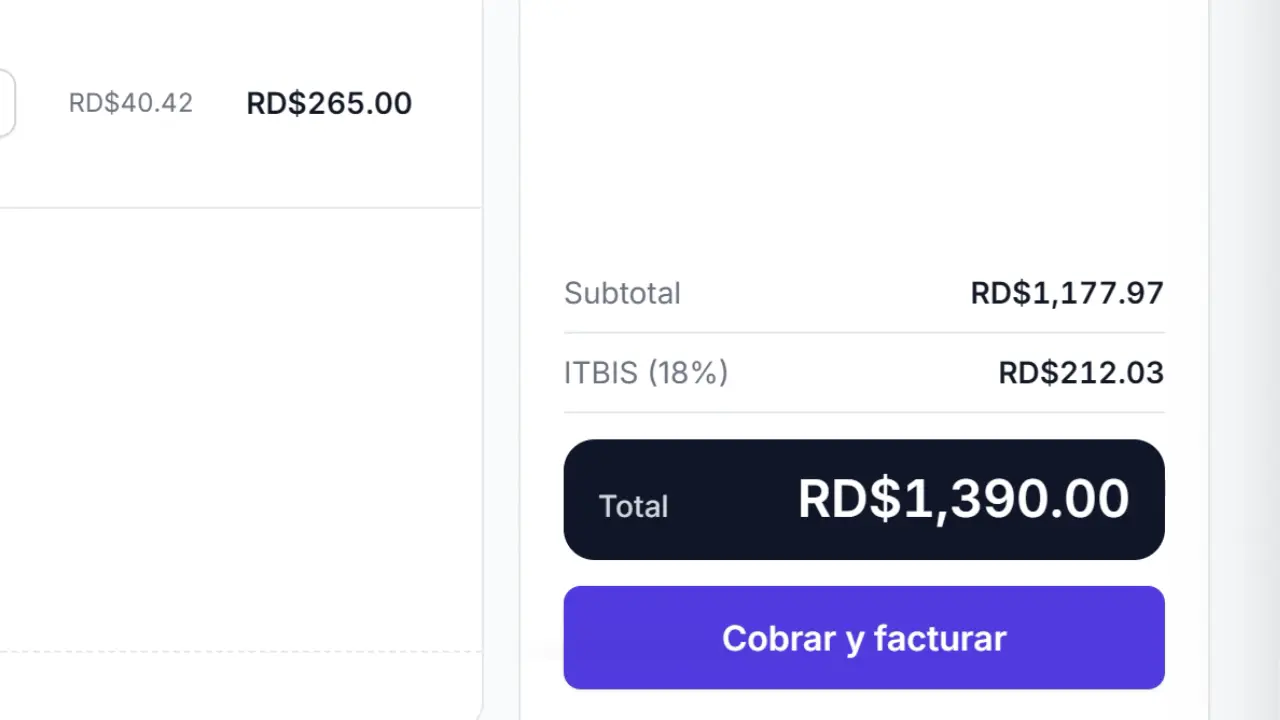 RD$40.42 RD$265.00
Subtotal RD$1,177.97
ITBIS (18%) RD$212.03
Total RD$1,390.00
Cobrar y facturar